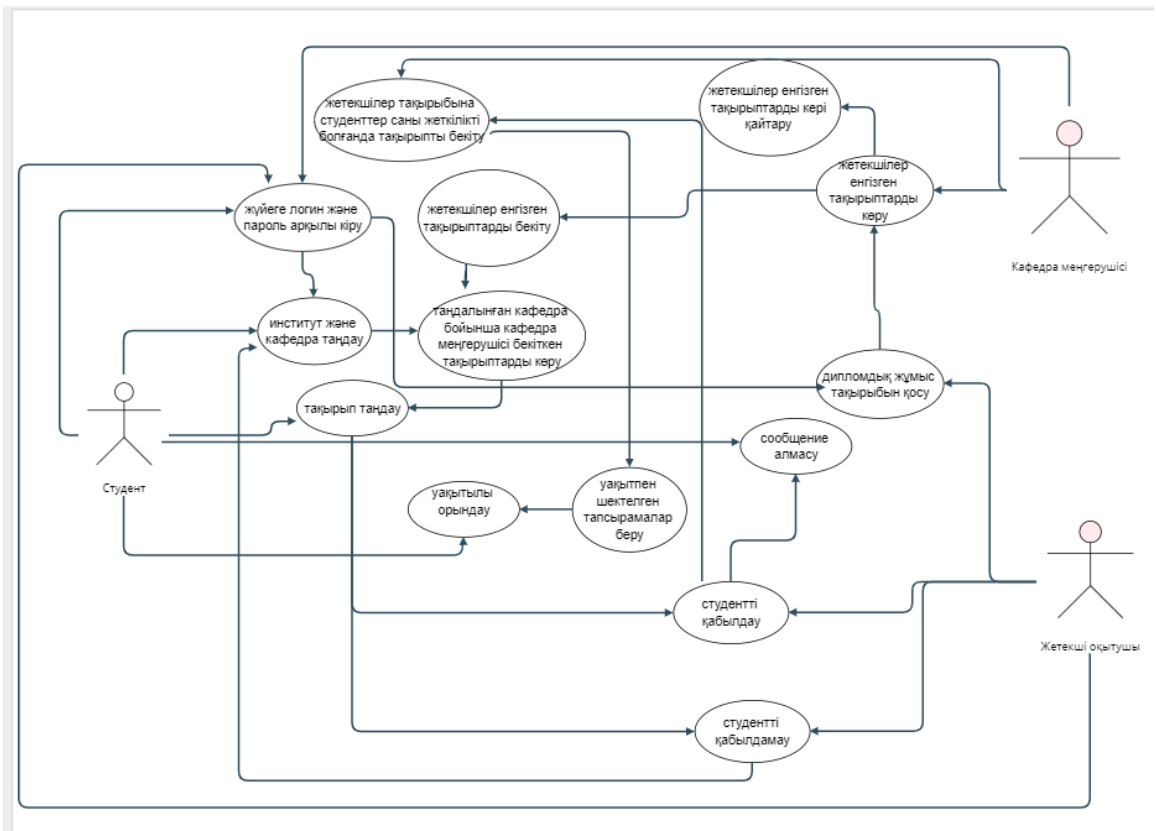 жетекшілер тақырыбына
студенттер саны жеткілікті
болғанда тақырыпты бекіту
жетекшілер енгізген
тақырыптарды кері
қайтару
жетекшілер
енгізген
тақырыптарды
көру
Кафедра меңгерушісі
жүйеге логин және
пароль арқылы кіру
жетекшілер енгізген
тақырыптарды бекіту
институт және
кафедра таңдау
таңдалынған кафедра
бойынша кафедра
меңгерушісі бекіткен
тақырыптарды көру
дипломдық жұмыс
тақырыбын қосу
тақырып таңдау
сообщение
алмасу
Студент
уақытылы
орындау
уақытпен
шектелген
тапсырамалар
беру
студентті
қабылдау
Жетекші оқытушы
студентті
қабылдамау